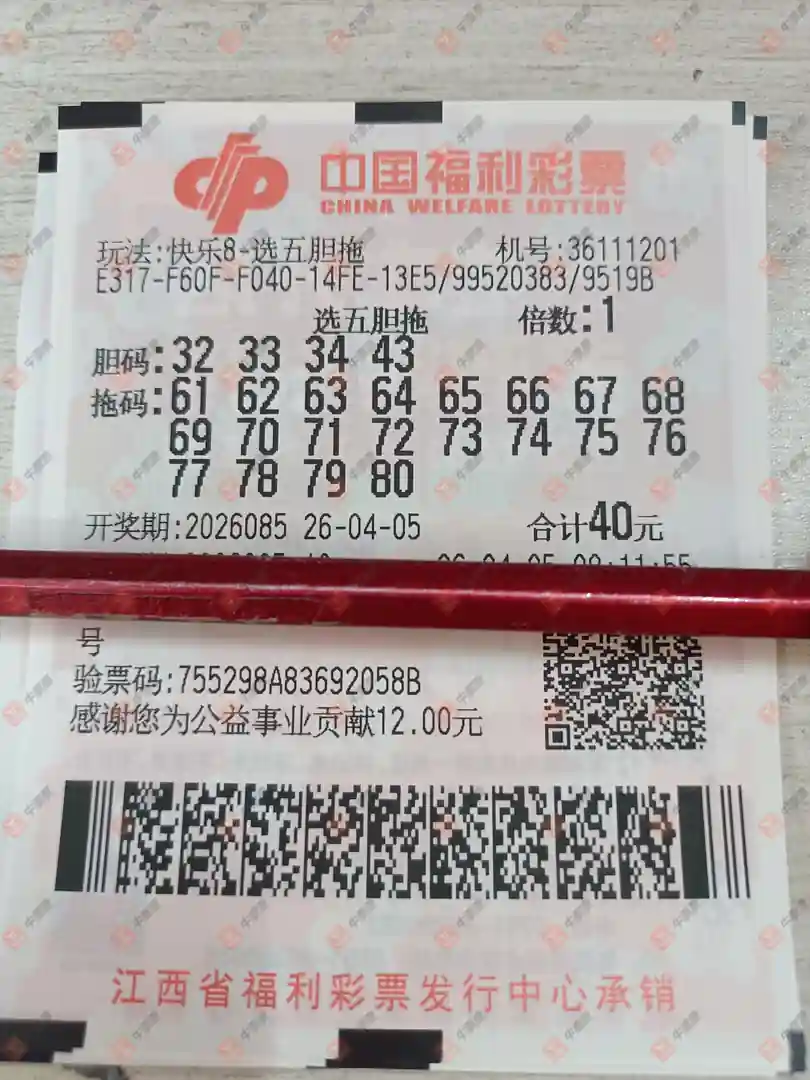 中国福利彩票
CHINA WELFARE LOTTERY
玩法:快乐8-选五胆拖 机号:36111201
E317-F60F-F040-14FE-13E5/99520383/9519B
选五胆拖 倍数:1
胆码:32 33 34 43
拖码:61 62 63 64 65 66 67 68
69 70 71 72 73 74 75 76
77 78 79 80
开奖期:2026085 26-04-05 合计40元
号
验票码:755298A83692058B
感谢您为公益事业贡献12.00元
江西省福利彩票发行中心承销